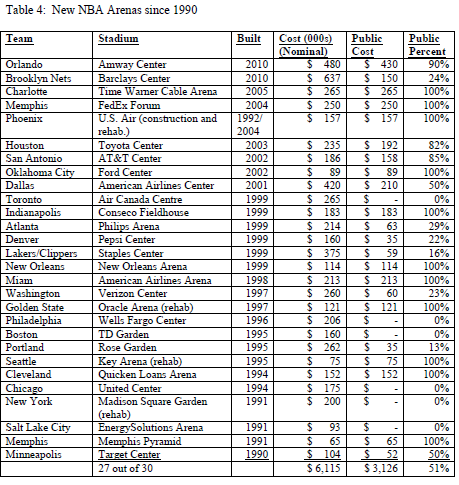 Table 4: New NBA Arenas since 1990
Team Stadium Built Cost (000s) (Nominal) Public Cost Public Percent
Orlando Amway Center 2010 $ 480 $ 430 90%
Brooklyn Nets Barclays Center 2010 $ 637 $ 150 24%
Charlotte Time Warner Cable Arena 2005 $ 265 $ 265 100%
Memphis FedEx Forum 2004 $ 250 $ 250 100%
Phoenix U.S. Air (construction and rehab.) 1992/ 2004 $ 157 $ 157 100%
Houston Toyota Center 2003 $ 235 $ 192 82%
San Antonio AT&T Center 2002 $ 186 $ 158 85%
Oklahoma City Ford Center 2002 $ 89 $ 89 100%
Dallas American Airlines Center 2001 $ 420 $ 210 50%
Toronto Air Canada Centre 1999 $ 265 $ - 0%
Indianapolis Conseco Fieldhouse 1999 $ 183 $ 183 100%
Atlanta Philips Arena 1999 $ 214 $ 63 29%
Denver Pepsi Center 1999 $ 160 $ 35 22%
Lakers/Clippers Staples Center 1999 $ 375 $ 59 16%
New Orleans New Orleans Arena 1999 $ 114 $ 114 100%
Miam American Airlines Arena 1998 $ 213 $ 213 100%
Washington Verizon Center 1997 $ 260 $ 60 23%
Golden State Oracle Arena (rehab) 1997 $ 121 $ 121 100%
Philadelphia Wells Fargo Center 1996 $ 206 $ - 0%
Boston TD Garden 1995 $ 160 $ - 0%
Portland Rose Garden 1995 $ 262 $ 35 13%
Seattle Key Arena (rehab) 1995 $ 75 $ 75 100%
Cleveland Quicken Loans Arena 1994 $ 152 $ 152 100%
Chicago United Center 1994 $ 175 $ - 0%
New York Madison Square Garden (rehab) 1991 $ 200 $ - 0%
Salt Lake City EnergySolutions Arena 1991 $ 93 $ - 0%
Memphis Memphis Pyramid 1991 $ 65 $ 65 100%
Minneapolis Target Center 1990 $ 104 $ 52 50%
27 out of 30 $ 6,115 $ 3,126 51%